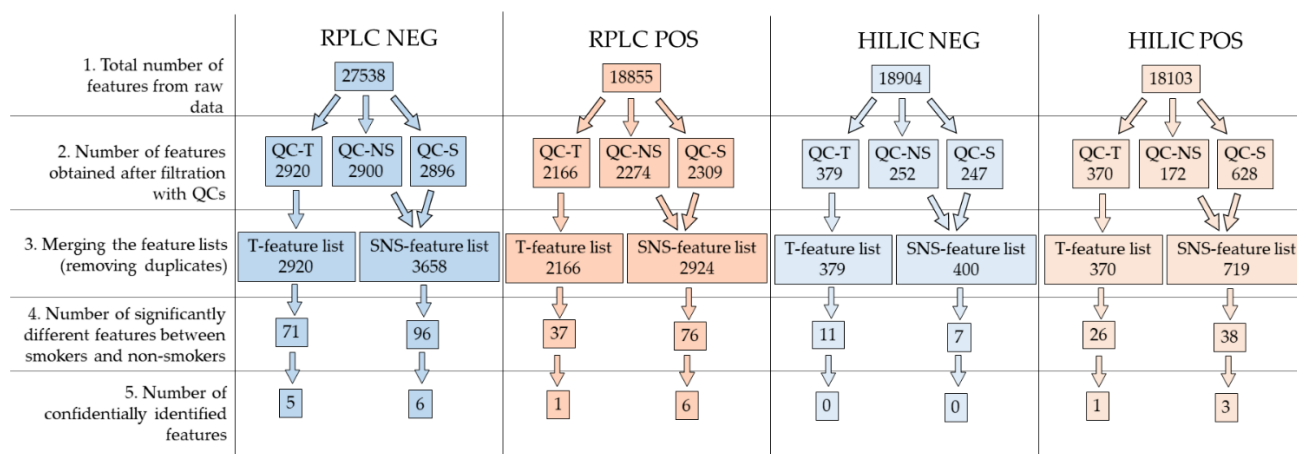 RPLC NEG
RPLC POS
HILIC NEG
HILIC POS
1. Total number of
features from raw
data
27538
18855
18904
18103
2. Number of features
obtained after filtration
with QCs
QC-T
2920
QC-NS
2900
QC-S
2896
QC-T
2166
QC-NS
2274
QC-S
2309
QC-T
379
QC-NS
252
QC-S
247
QC-T
370
QC-NS
172
QC-S
628
3. Merging the feature lists
(removing duplicates)
T-feature list
2920
SNS-feature list
3658
T-feature list
2166
SNS-feature list
2924
T-feature list
379
SNS-feature list
400
T-feature list
370
SNS-feature list
719
4. Number of significantly
different features between
smokers and non-smokers
71
96
37
76
11
7
26
38
5. Number of
confidentially identified
features
5
6
1
6
0
0
1
3